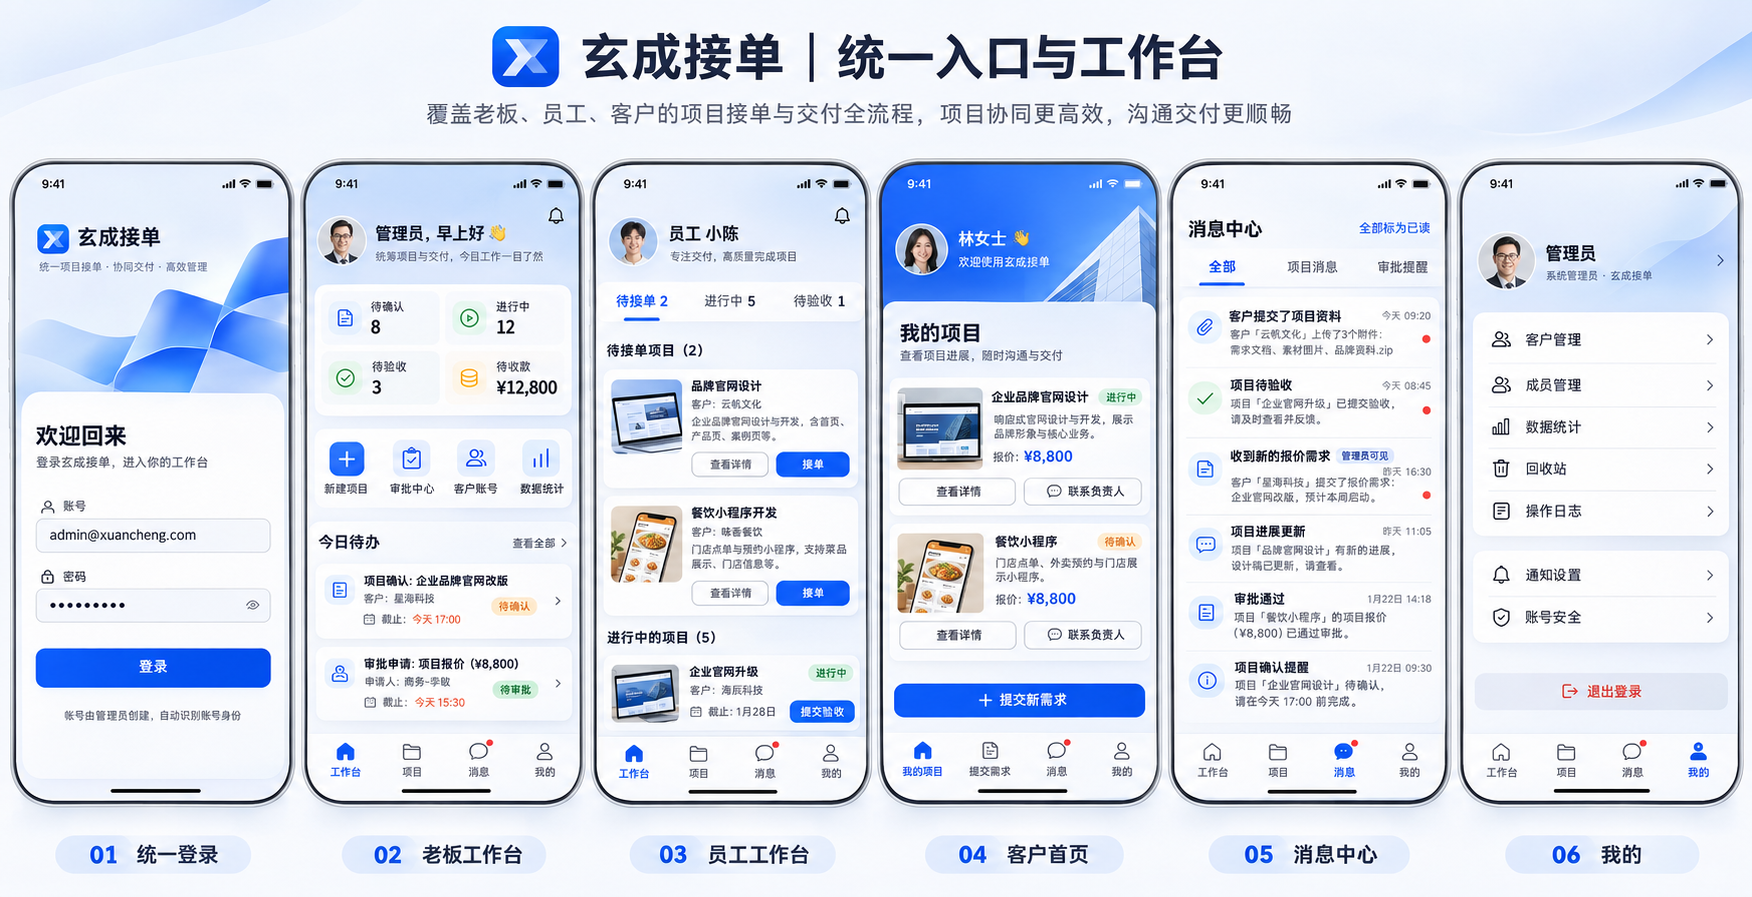 玄成接单｜统一入口与工作台
覆盖老板、员工、客户的项目接单与交付全流程，项目协同更高效，沟通交付更顺畅
9:41
玄成接单
统一项目接单 · 协同交付 · 高效管理
欢迎回来
登录玄成接单，进入你的工作台
账号
admin@xuancheng.com
密码
登录
帐号由管理员创建，自动识别账号身份
01 统一登录
9:41
管理员，早上好 👋
统筹项目与交付，今日工作一目了然
待确认
8
进行中
12
待验收
3
待收款
¥12,800
新建项目
审批中心
客户账号
数据统计
今日待办
查看全部
项目确认: 企业品牌官网改版
客户：星海科技
待确认
截止：今天 17:00
审批申请: 项目报价（¥8,800）
申请人：商务-李敏
待审批
截止：今天 15:30
工作台
项目
消息
我的
02 老板工作台
9:41
员工 小陈
专注交付，高质量完成项目
待接单 2
进行中 5
待验收 1
待接单项目（2）
品牌官网设计
客户：云帆文化
企业品牌官网设计与开发，含首页、
产品页、案例页等。
查看详情
接单
餐饮小程序开发
客户：味香餐饮
门店点单与预约小程序，支持菜品
展示、门店信息等。
查看详情
接单
进行中的项目（5）
企业官网升级
进行中
客户：海辰科技
截止: 1月28日
提交验收
工作台
项目
消息
我的
03 员工工作台
9:41
林女士 👋
欢迎使用玄成接单
我的项目
查看项目进展，随时沟通与交付
企业品牌官网设计
进行中
响应式官网设计与开发，展示
品牌形象与核心业务。
报价: ¥8,800
查看详情
联系负责人
餐饮小程序
待确认
门店点单、外卖预约与门店展
示小程序。
报价: ¥8,800
查看详情
联系负责人
提交新需求
我的项目
提交需求
消息
我的
04 客户首页
9:41
消息中心
全部标为已读
全部
项目消息
审批提醒
客户提交了项目资料
今天 09:20
客户「云帆文化」上传了3个附件：
需求文档、素材图片、品牌资料.zip
项目待验收
今天 08:45
项目「企业官网升级」已提交验收，
请及时查看并反馈。
收到新的报价需求
管理员可见
昨天 16:30
客户「星海科技」提交了报价需求：
企业官网改版，预计本周启动。
项目进展更新
昨天 11:05
项目「品牌官网设计」有新的进展，
设计稿已更新，请查看。
审批通过
1月22日 14:18
项目「餐饮小程序」的项目报价
（¥8,800）已通过审批。
项目确认提醒
1月22日 09:30
项目「企业官网设计」待确认，
请在今天 17:00 前完成。
工作台
项目
消息
我的
05 消息中心
9:41
管理员
系统管理员 · 玄成接单
客户管理
成员管理
数据统计
回收站
操作日志
通知设置
账号安全
退出登录
工作台
项目
消息
我的
06 我的